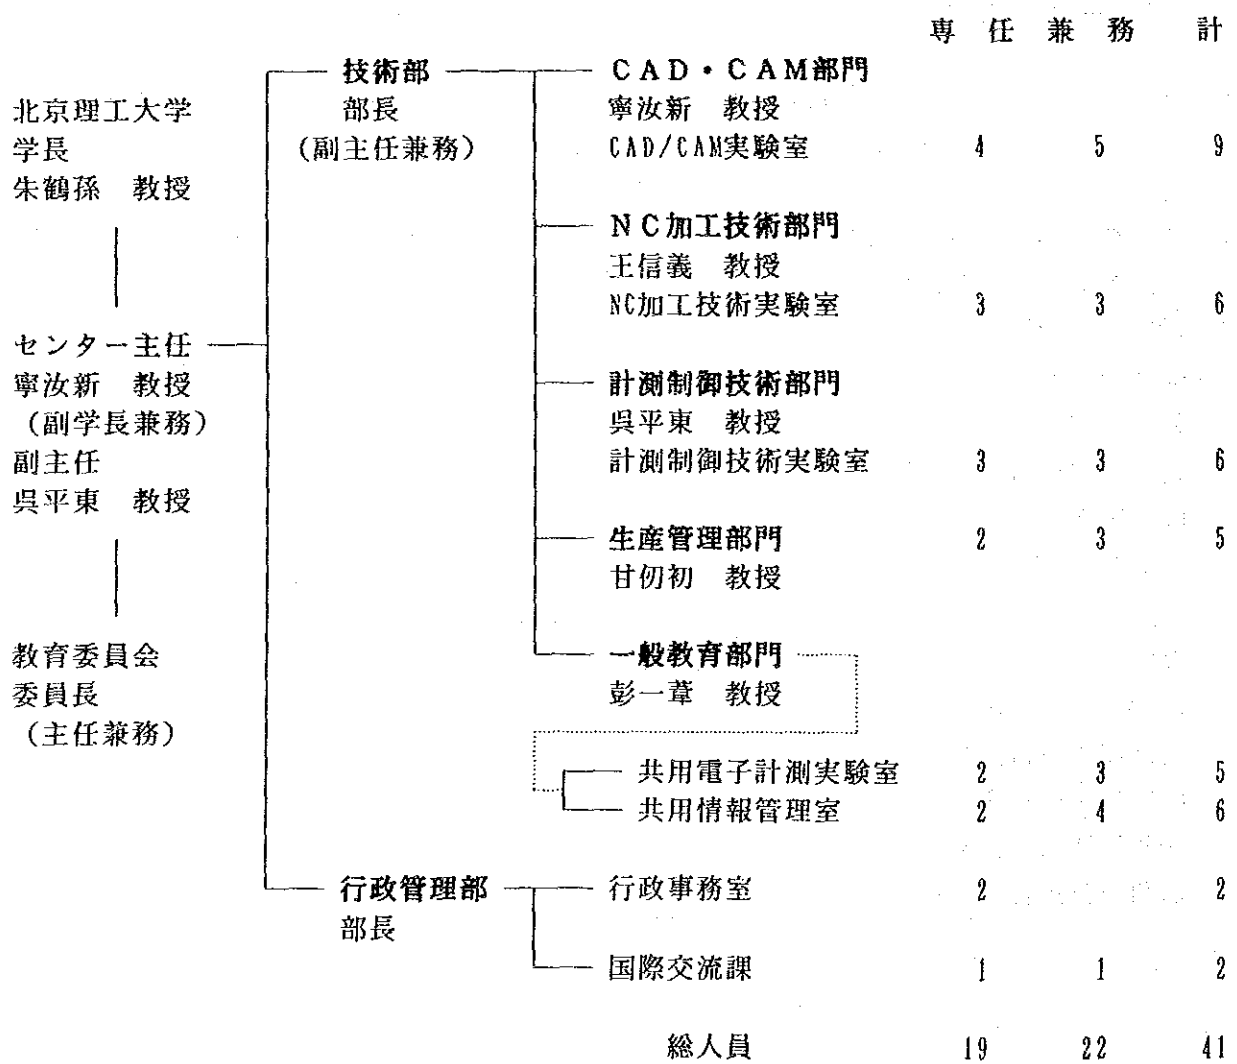 専任 兼務 計
技術部 CAD・CAM部門
北京理工大学 部長 寧汝新 教授
学長 (副主任兼務) CAD/CAM実験室 4 5 9
朱鶴孫 教授
NC加工技術部門
王信義 教授
NC加工技術実験室 3 3 6
センター主任
寧汝新 教授 計測制御技術部門
(副学長兼務) 呉平東 教授
副主任 計測制御技術実験室 3 3 6
呉平東 教授
生産管理部門 2 3 5
甘仞初 教授
教育委員会 一般教育部門
委員長 彭一葦 教授
(主任兼務)
共用電子計測実験室 2 3 5
共用情報管理室 2 4 6
行政管理部 行政事務室 2 2
部長
国際交流課 1 1 2
総人員 19 22 41